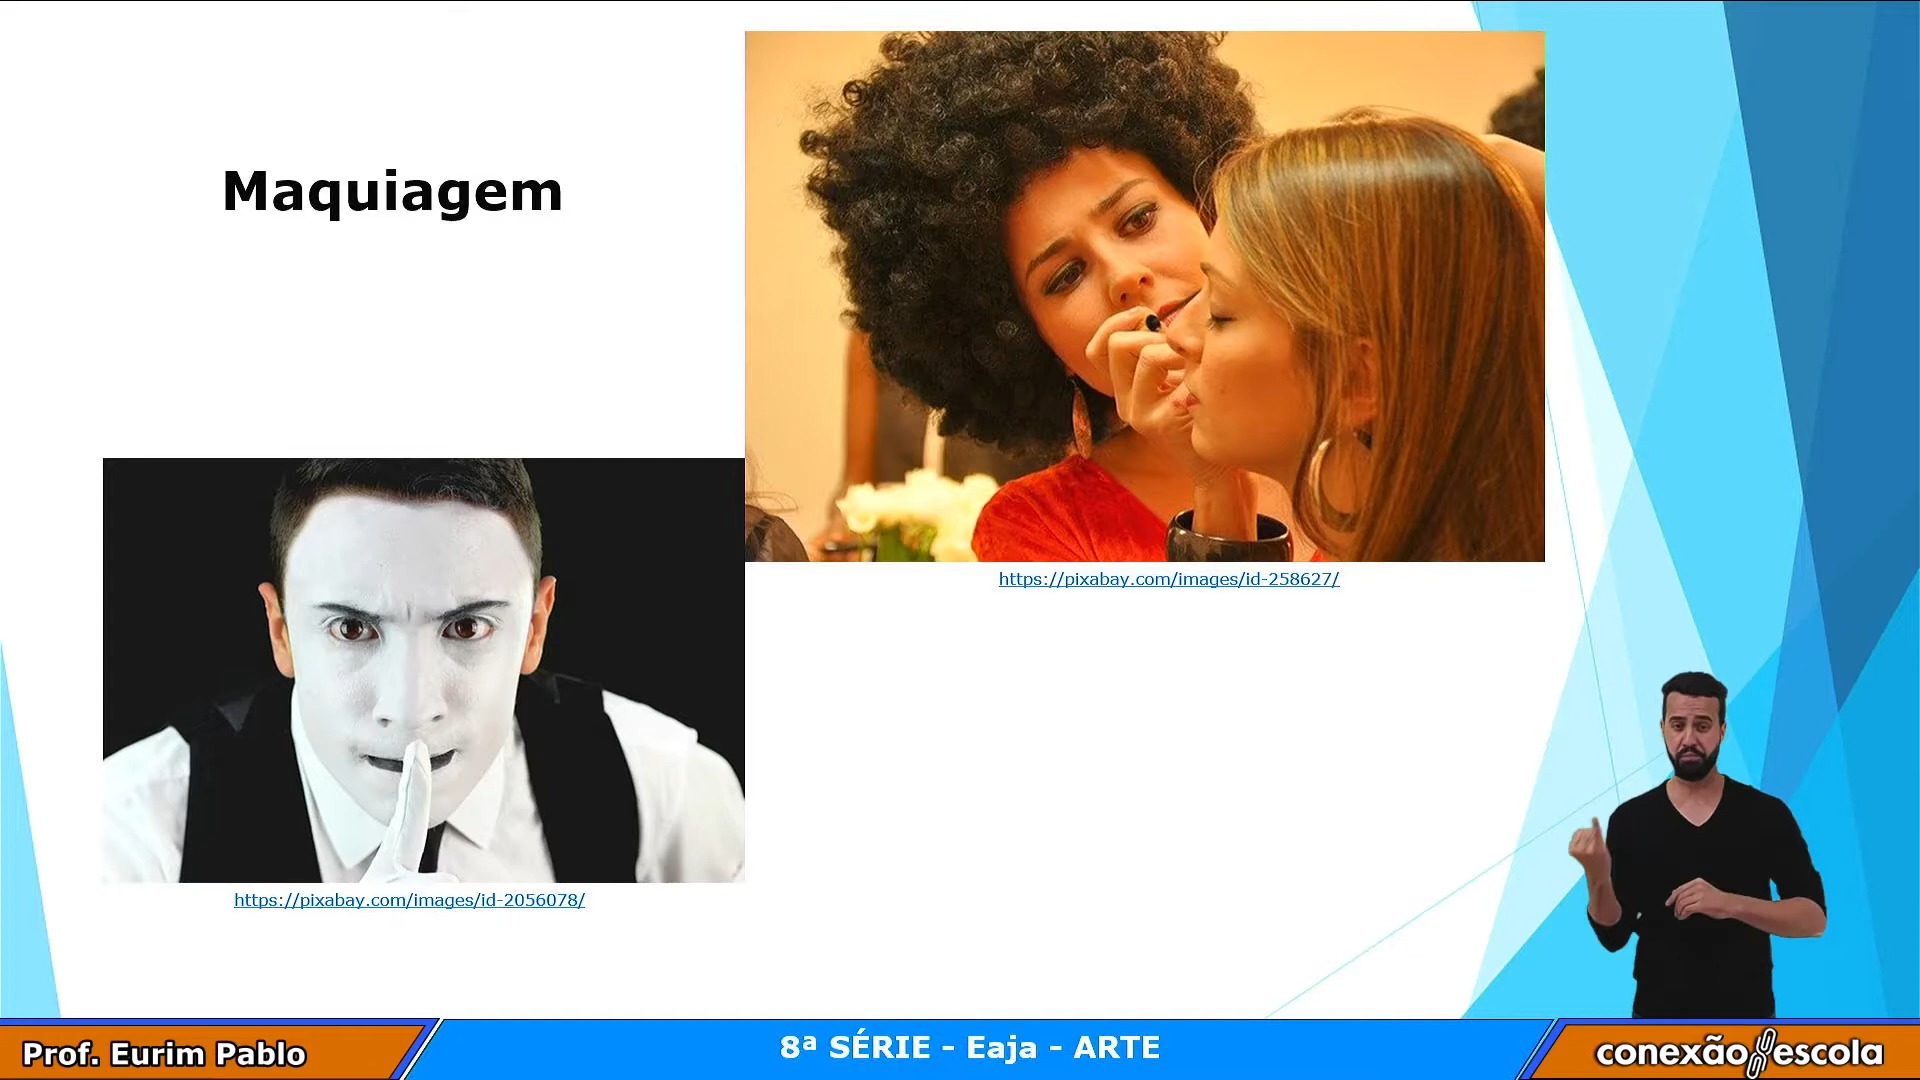 Maquiagem
https://pixabay.com/images/id-258627/
https://pixabay.com/images/id-2056078/
Prof. Eurim Pablo
8ª SÉRIE - Eaja - ARTE
conexão escola